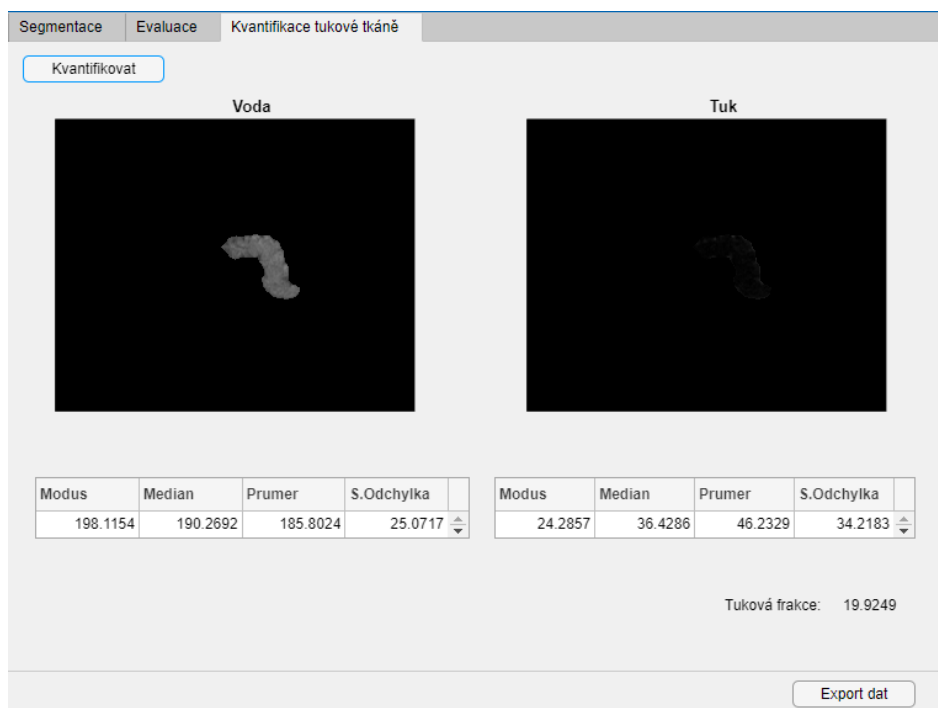 Segmentace Evaluace Kvantifikace tukové tkáně
Kvantifikovat
Voda Tuk
Modus Median Prumer S.Odchylka Modus Median Prumer S.Odchylka
198.1154 190.2692 185.8024 25.0717 24.2857 36.4286 46.2329 34.2183
Tuková frakce: 19.9249
Export dat